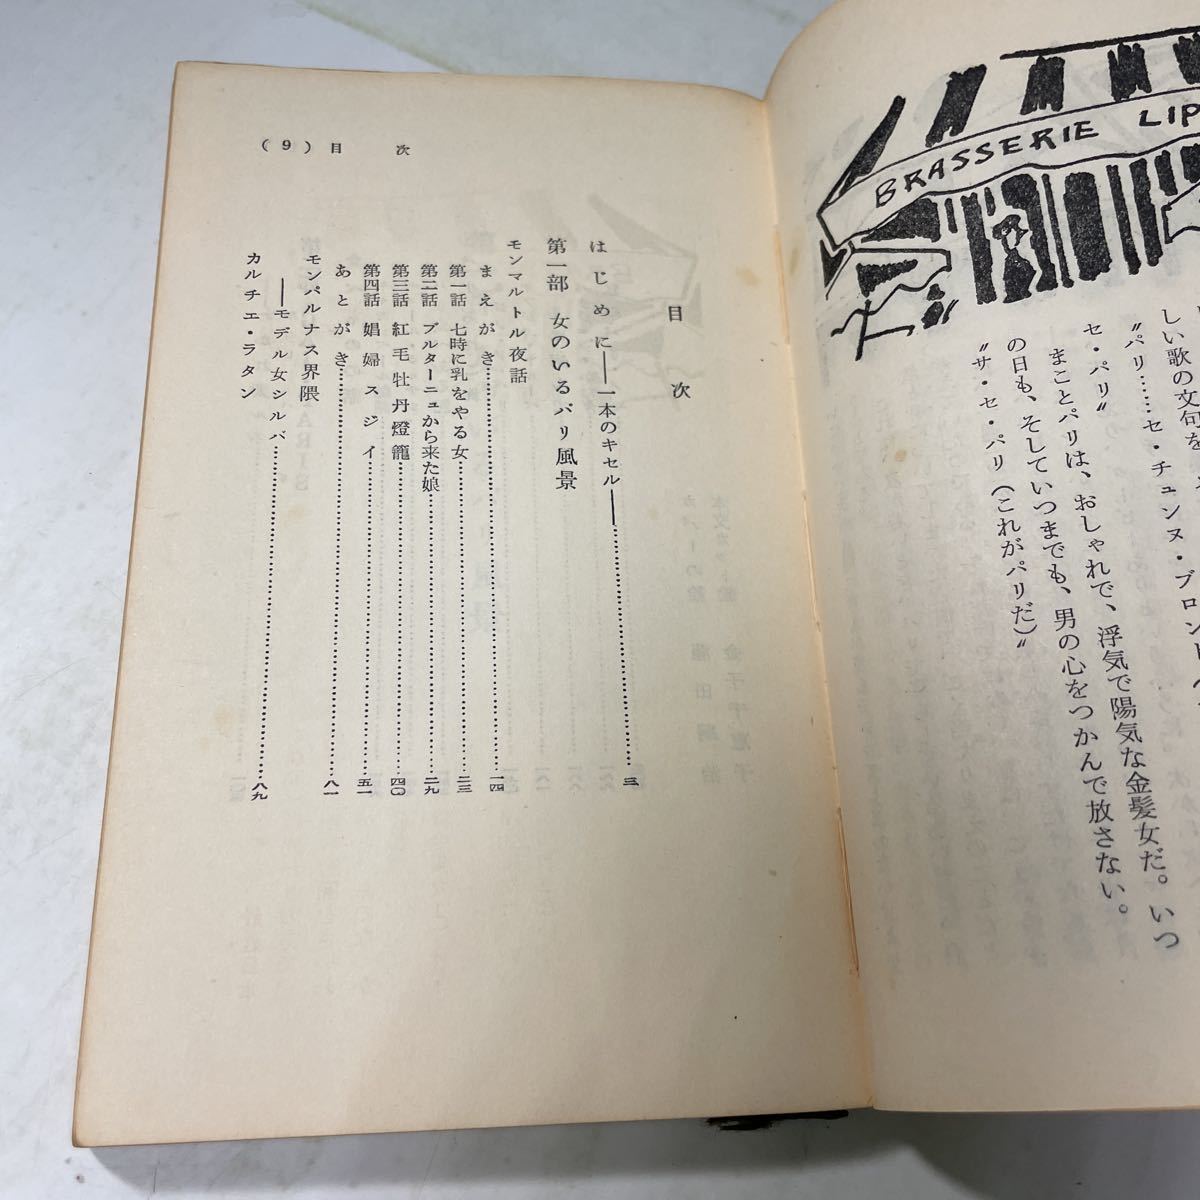 BRASSERIE LIP
しい歌の文句を
〃パリ……セ・チュンヌ・ブロンド
セ・パリ〃
まことパリは、おしゃれで、浮気で陽気な金髪女だ。いつ
の日も、そしていつまでも、男の心をつかんで放さない。
〃サ・セ・パリ(これがパリだ)〃
(9) 目 次
目 次
はじめに――一本のキセル――……三
第一部 女のいるパリ風景
モンマルトル夜話
まえがき……一四
第一話 七時に乳をやる女……二三
第二話 ブルターニュから来た娘……二九
第三話 紅毛牡丹燈籠……四〇
第四話 娼婦スジイ……五一
あとがき……八一
モンパルナス界隈
――モデル女シルバ……八九
カルチエ・ラタン